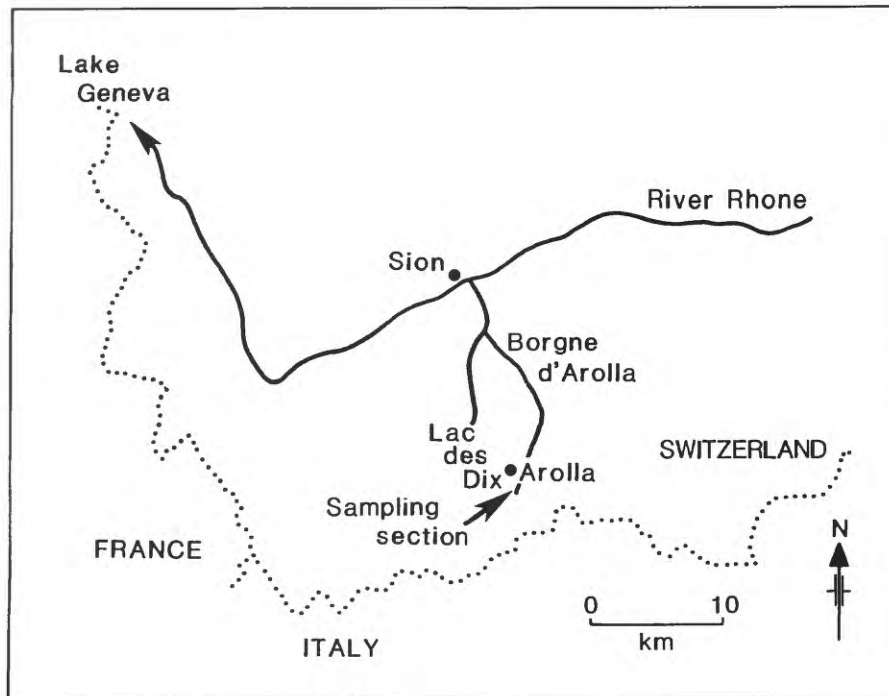 Lake
Geneva
River Rhone
Sion
Borgne
d'Arolla
Lac
des
Dix
Arolla
SWITZERLAND
Sampling
section
FRANCE
N
0 10
km
ITALY